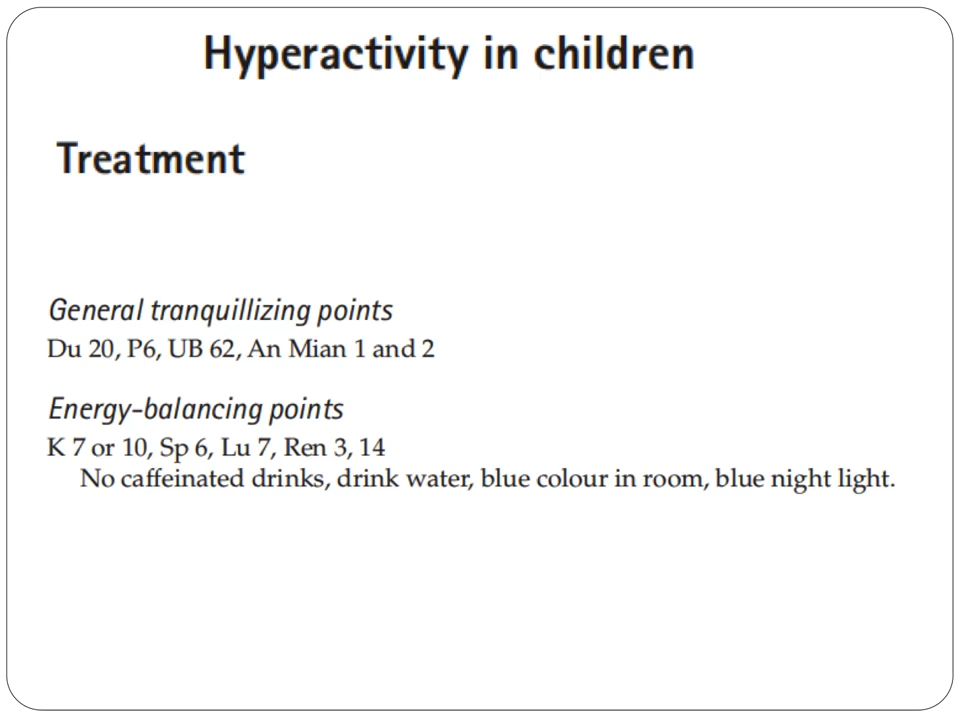 Hyperactivity in children
Treatment
General tranquillizing points
Du 20, P6, UB 62, An Mian 1 and 2
Energy-balancing points
K 7 or 10, Sp 6, Lu 7, Ren 3, 14
No caffeinated drinks, drink water, blue colour in room, blue night light.